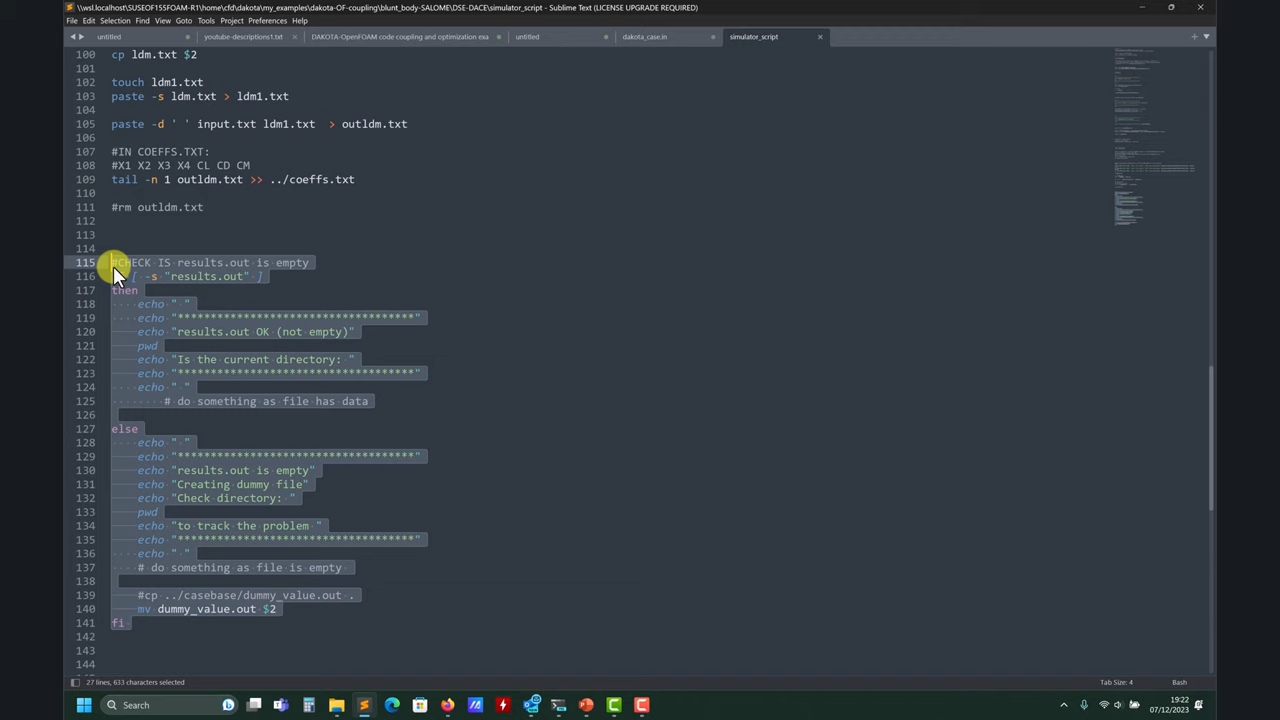 \\wsl.localhost\SUSEOF155FOAM-R1\home\cfd\dakota\my_examples\dakota-OF-coupling\blunt_body-SALOME\DSE-DACE\simulator_script - Sublime Text (LICENSE UPGRADE REQUIRED)
File Edit Selection Find View Goto Tools Project Preferences Help
untitled youtube-descriptions1.txt DAKOTA-OpenFOAM code coupling and optimization exa untitled dakota_case.in simulator_script
100 cp ldm.txt $2
101
102 touch ldm1.txt
103 paste -s ldm.txt > ldm1.txt
104
105 paste -d ' ' input.txt ldm1.txt > outldm.txt
106
107 #IN COEFFS.TXT:
108 #X1 X2 X3 X4 CL CD CM
109 tail -n 1 outldm.txt >> ../coeffs.txt
110
111 #rm outldm.txt
112
113
114
115 #CHECK IS results.out is empty
116 [ -s "results.out" ]
117 then
118 echo " "
119 echo "************************************"
120 echo "results.out OK (not empty)"
121 pwd
122 echo "Is the current directory: "
123 echo "************************************"
124 echo " "
125 # do something as file has data
126
127 else
128 echo " "
129 echo "************************************"
130 echo "results.out is empty"
131 echo "Creating dummy file"
132 echo "Check directory: "
133 pwd
134 echo "to track the problem "
135 echo "************************************"
136 echo " "
137 # do something as file is empty
138
139 #cp ../casebase/dummy_value.out .
140 mv dummy_value.out $2
141 fi
142
143
144
27 lines, 633 characters selected Tab Size: 4 Bash
Search 19:22
07/12/2023